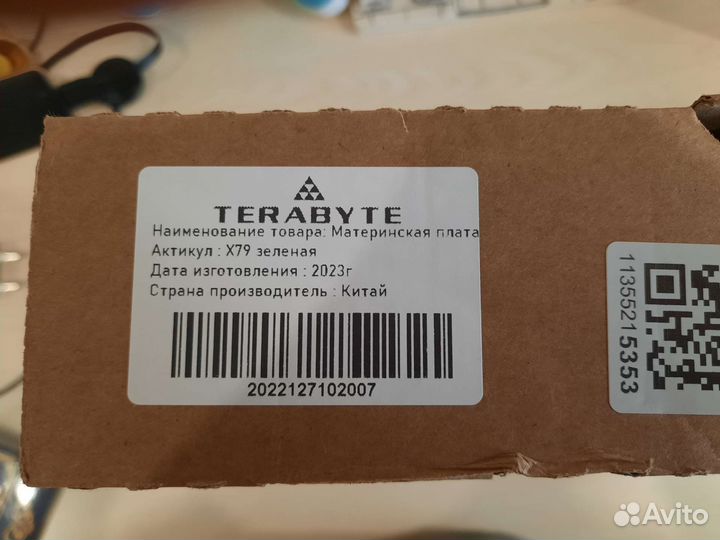 TERABYTE
Наименование товара: Материнская плата
Актикул : X79 зеленая
Дата изготовления : 2023г
Страна производитель : Китай
2022127102007
11355215353
Avito